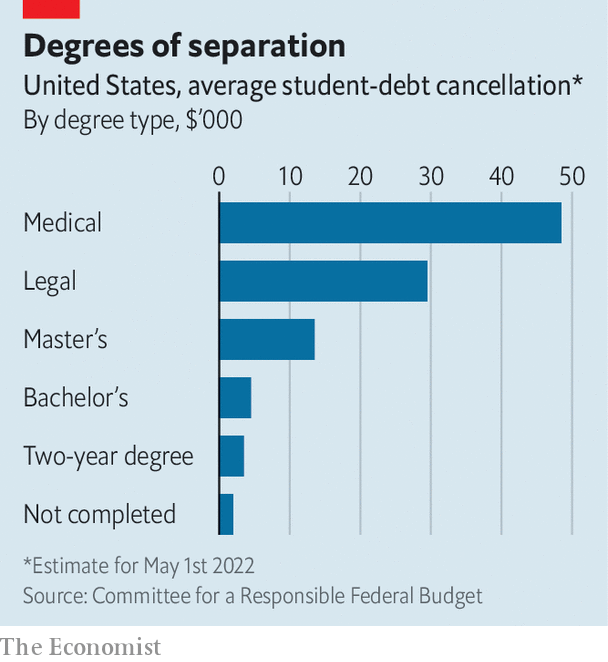 Degrees of separation
United States, average student-debt cancellation*
By degree type, $’000
0 10 20 30 40 50
Medical
Legal
Master’s
Bachelor’s
Two-year degree
Not completed
*Estimate for May 1st 2022
Source: Committee for a Responsible Federal Budget
The Economist